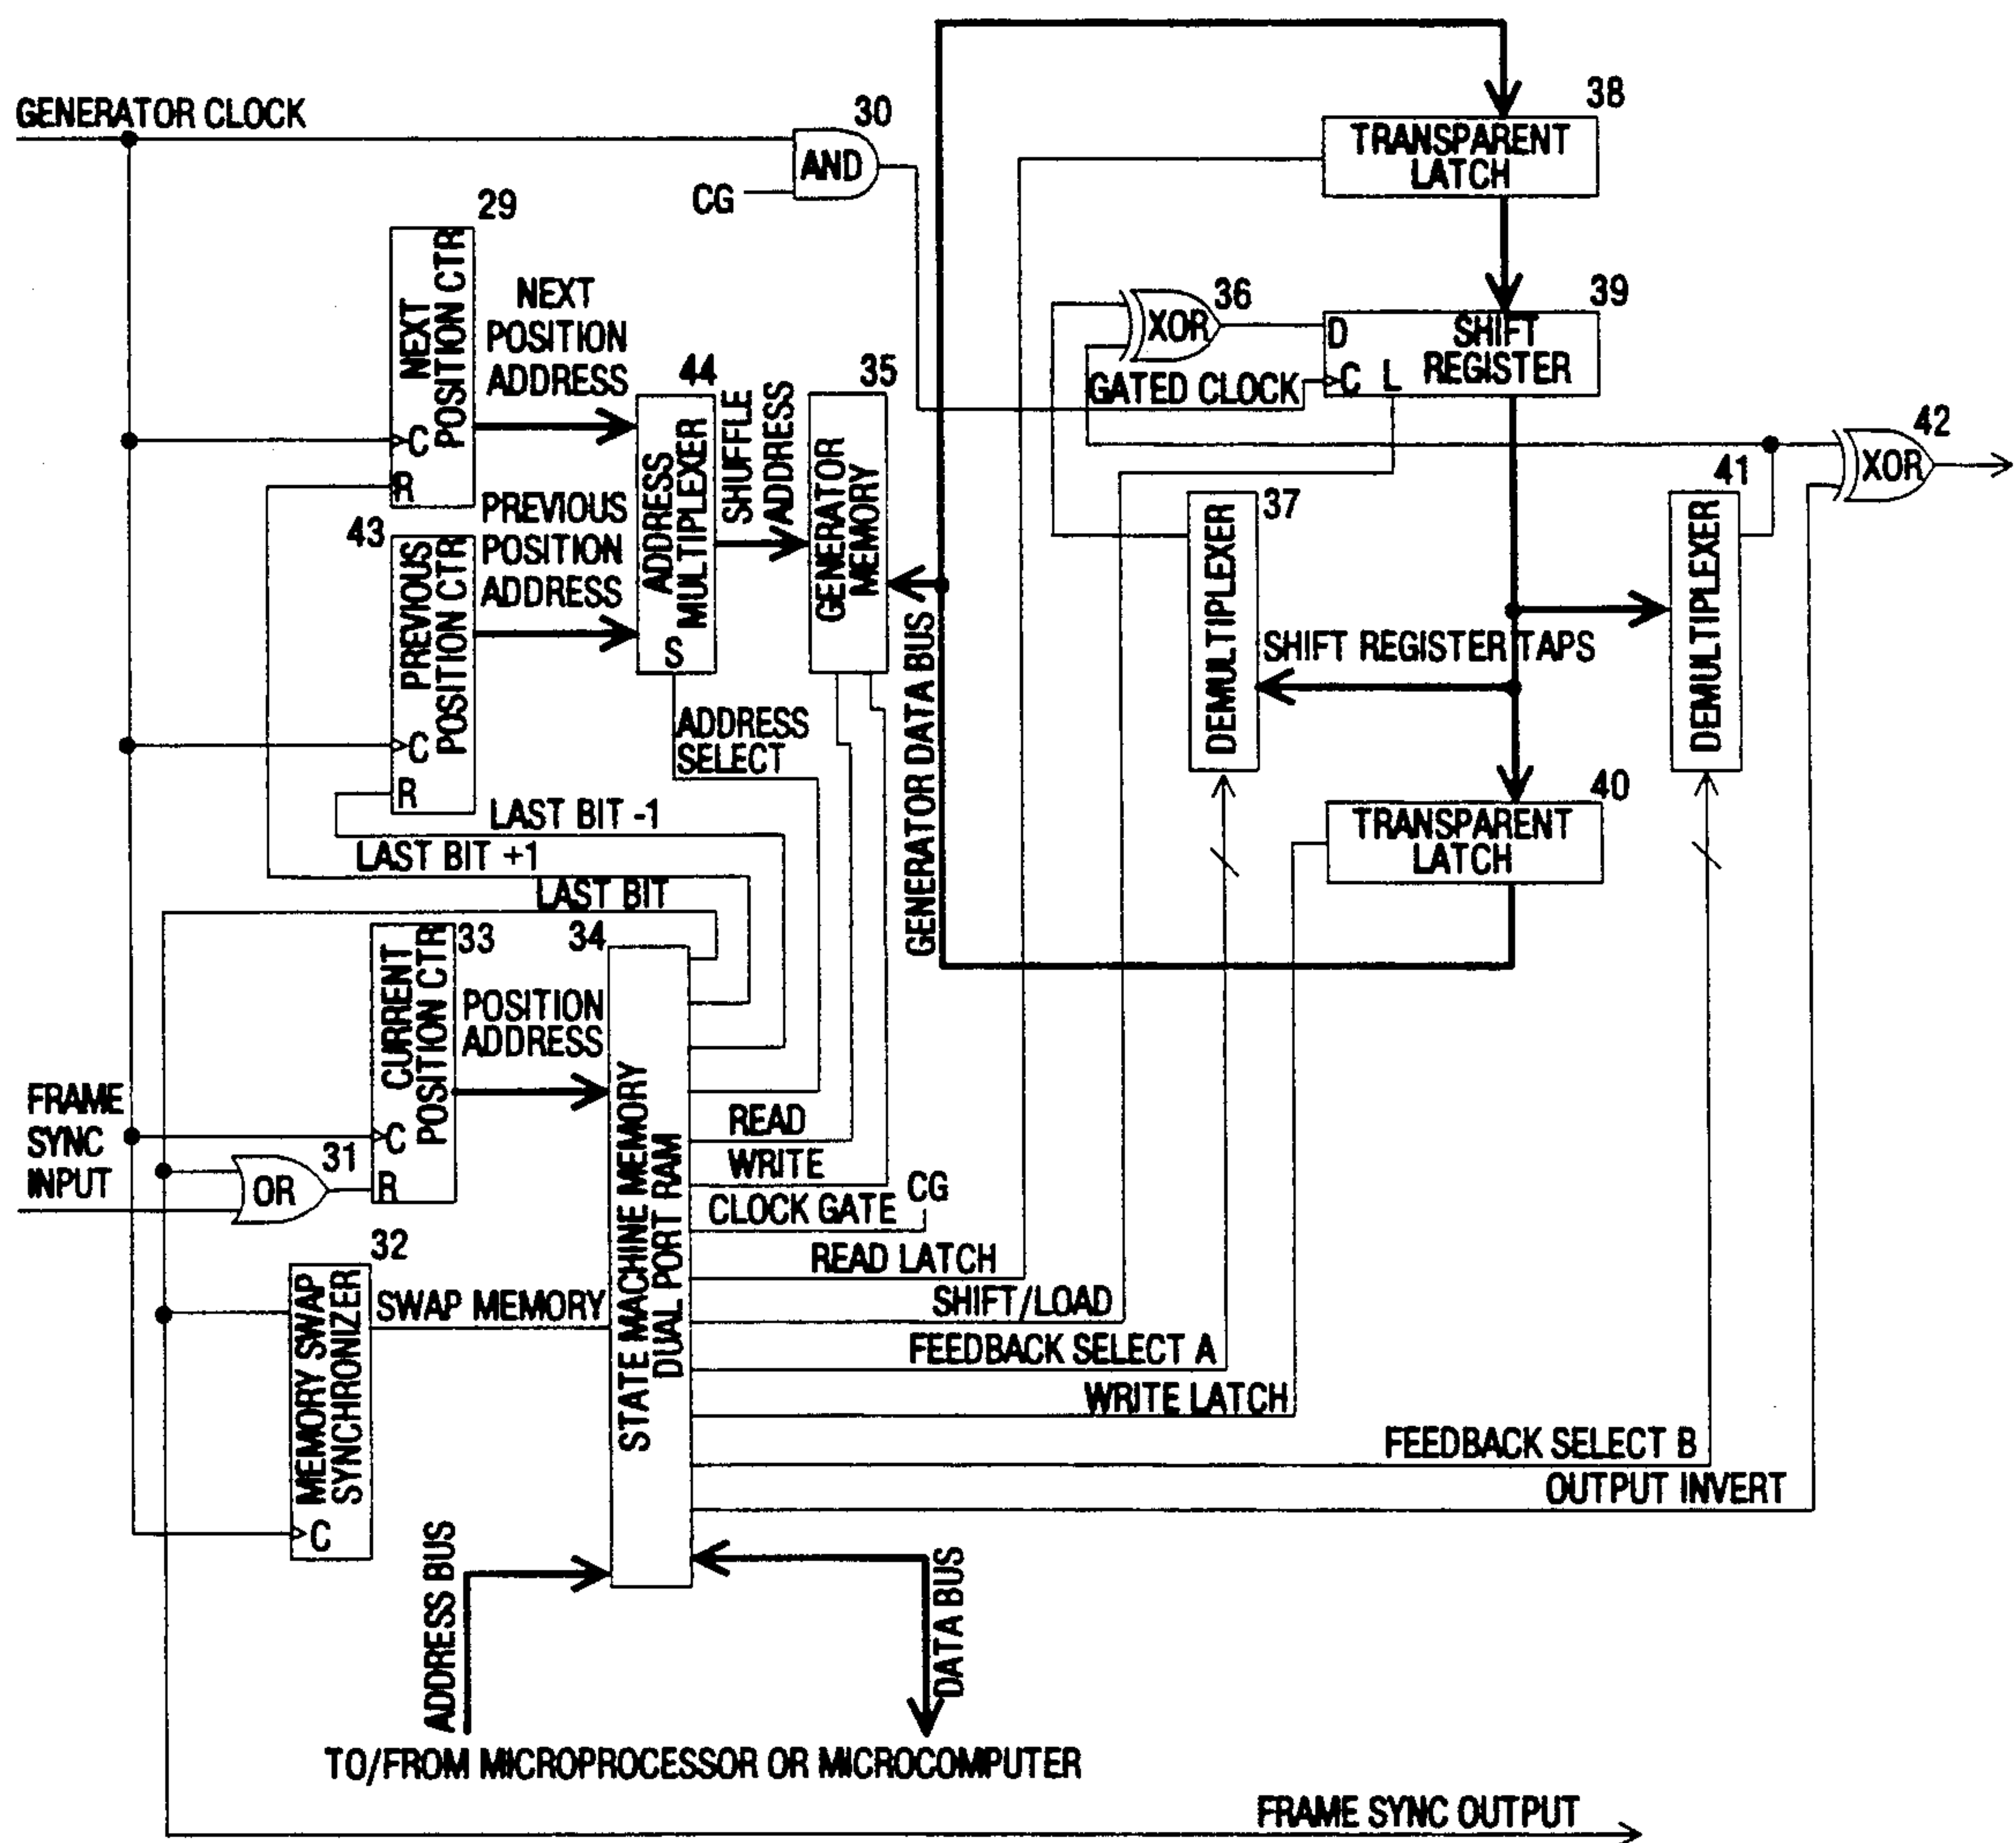 GENERATOR CLOCK
30
AND
CG
38
TRANSPARENT
LATCH
29
NEXT
POSITION CTR
C
R
NEXT
POSITION
ADDRESS
36
XOR
39
D
SHIFT
REGISTER
C
L
GATED CLOCK
44
ADDRESS
MULTIPLEXER
S
SHUFFLE
ADDRESS
35
GENERATOR
MEMORY
42
XOR
43
PREVIOUS
POSITION CTR
C
R
PREVIOUS
POSITION
ADDRESS
37
DEMULTIPLEXER
41
DEMULTIPLEXER
SHIFT REGISTER TAPS
ADDRESS
SELECT
GENERATOR DATA BUS
40
TRANSPARENT
LATCH
LAST BIT -1
LAST BIT +1
LAST BIT
33
CURRENT
POSITION CTR
C
R
34
POSITION
ADDRESS
STATE MACHINE MEMORY
DUAL PORT RAM
FRAME
SYNC
INPUT
31
OR
READ
WRITE
CG
CLOCK GATE
READ LATCH
32
MEMORY SWAP
SYNCHRONIZER
C
SWAP MEMORY
SHIFT/LOAD
FEEDBACK SELECT A
WRITE LATCH
FEEDBACK SELECT B
OUTPUT INVERT
ADDRESS BUS
DATA BUS
TO/FROM MICROPROCESSOR OR MICROCOMPUTER
FRAME SYNC OUTPUT